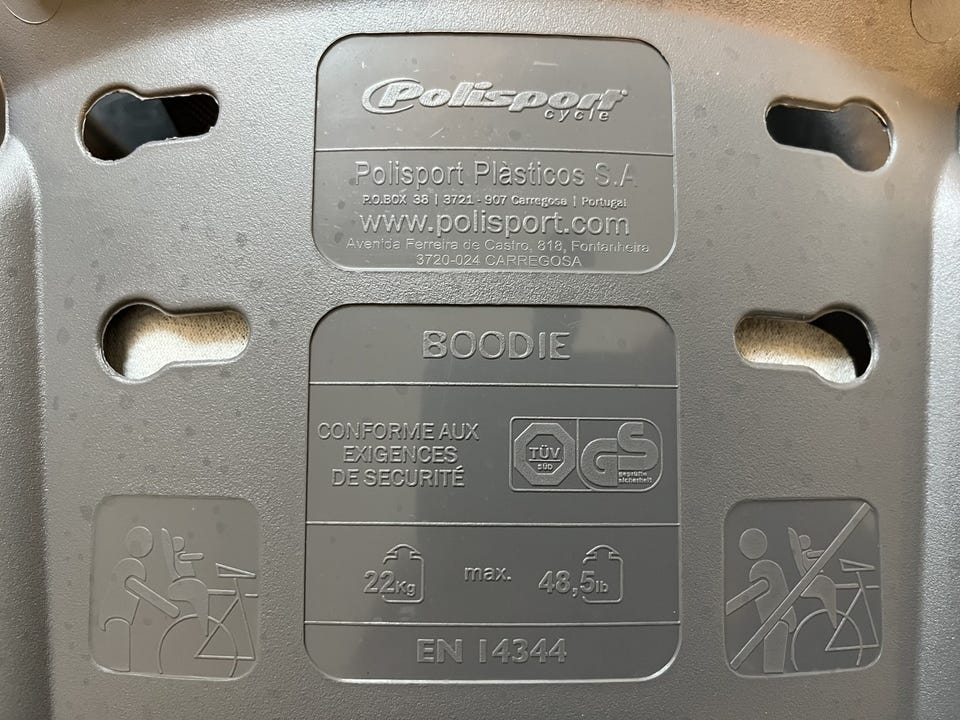 Polisport
cycle
Polisport Plàsticos S.A
P.O.BOX 38 | 3721 - 907 Carregosa | Portugal
www.polisport.com
Avenida Ferreira de Castro, 818, Fontanheira
3720-024 CARREGOSA
BOODIE
CONFORME AUX
EXIGENCES
DE SECURITÉ
TÜV
SÜD
GS
geprüfte
sicherheit
22Kg max. 48,5lb
EN 14344